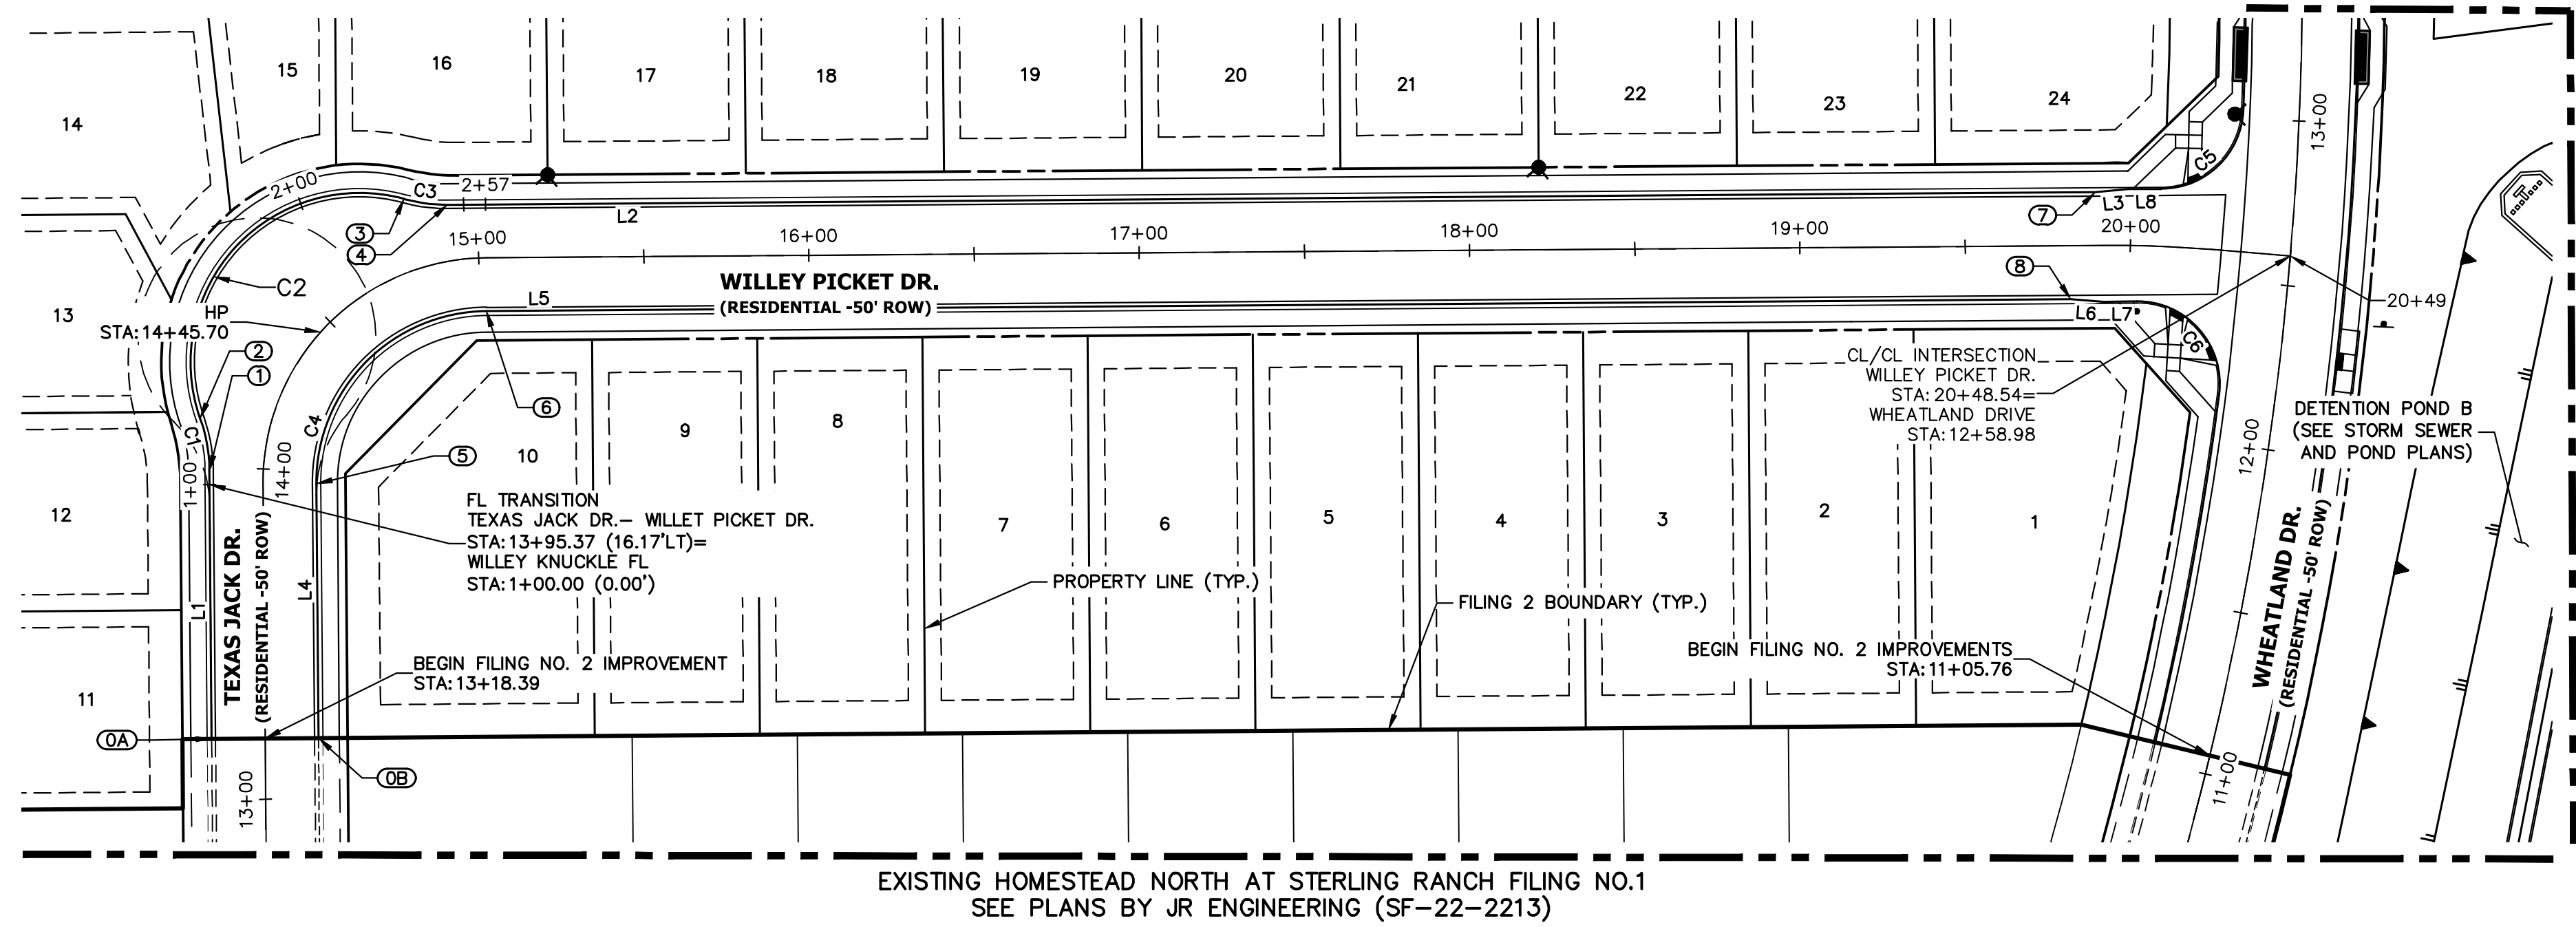 14
15
16
17
18
19
20
21
22
23
24
13+00
2+00
C3
2+57
L2
C5
3
4
15+00
16+00
17+00
18+00
19+00
20+00
7
L3
L8
C2
HP
STA:14+45.70
13
WILLEY PICKET DR.
(RESIDENTIAL -50' ROW)
L5
8
20+49
L6
L7
C6
2
1
6
5
C1
C4
1+00
14+00
10
9
8
7
6
5
4
3
2
1
CL/CL INTERSECTION
WILLEY PICKET DR.
STA:20+48.54=
WHEATLAND DRIVE
STA:12+58.98
12+00
DETENTION POND B
(SEE STORM SEWER
AND POND PLANS)
12
FL TRANSITION
TEXAS JACK DR.– WILLET PICKET DR.
STA:13+95.37 (16.17'LT)=
WILLEY KNUCKLE FL
STA:1+00.00 (0.00')
TEXAS JACK DR.
(RESIDENTIAL -50' ROW)
L1
L4
PROPERTY LINE (TYP.)
FILING 2 BOUNDARY (TYP.)
WHEATLAND DR.
(RESIDENTIAL -50' ROW)
BEGIN FILING NO. 2 IMPROVEMENT
STA:13+18.39
BEGIN FILING NO. 2 IMPROVEMENTS
STA:11+05.76
11
0A
0B
13+00
11+00
EXISTING HOMESTEAD NORTH AT STERLING RANCH FILING NO.1
SEE PLANS BY JR ENGINEERING (SF–22–2213)